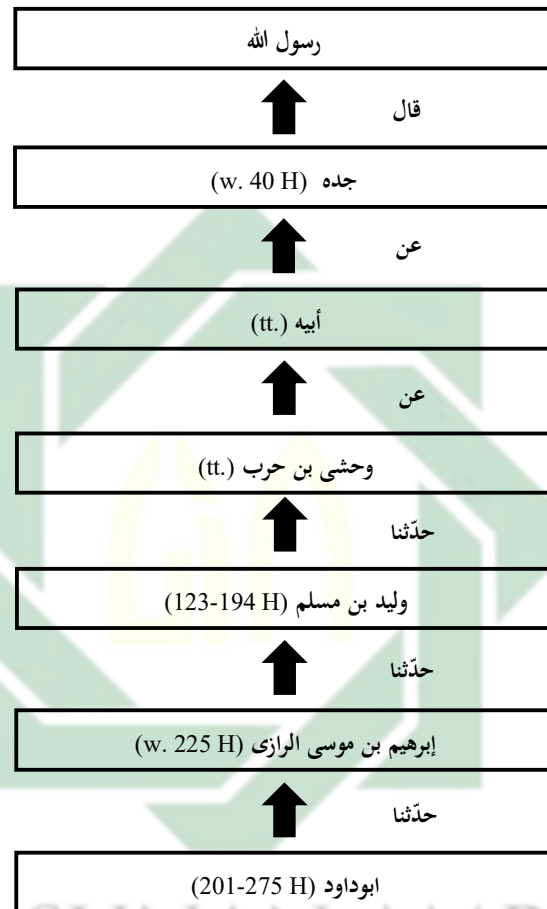 رسول الله
قال
جده (w. 40 H)
عن
أبيه (tt.)
عن
وحشى بن حرب (tt.)
حدّثنا
وليد بن مسلم (123-194 H)
حدّثنا
إبرهيم بن موسى الرازى (w. 225 H)
حدّثنا
ابوداود (201-275 H)